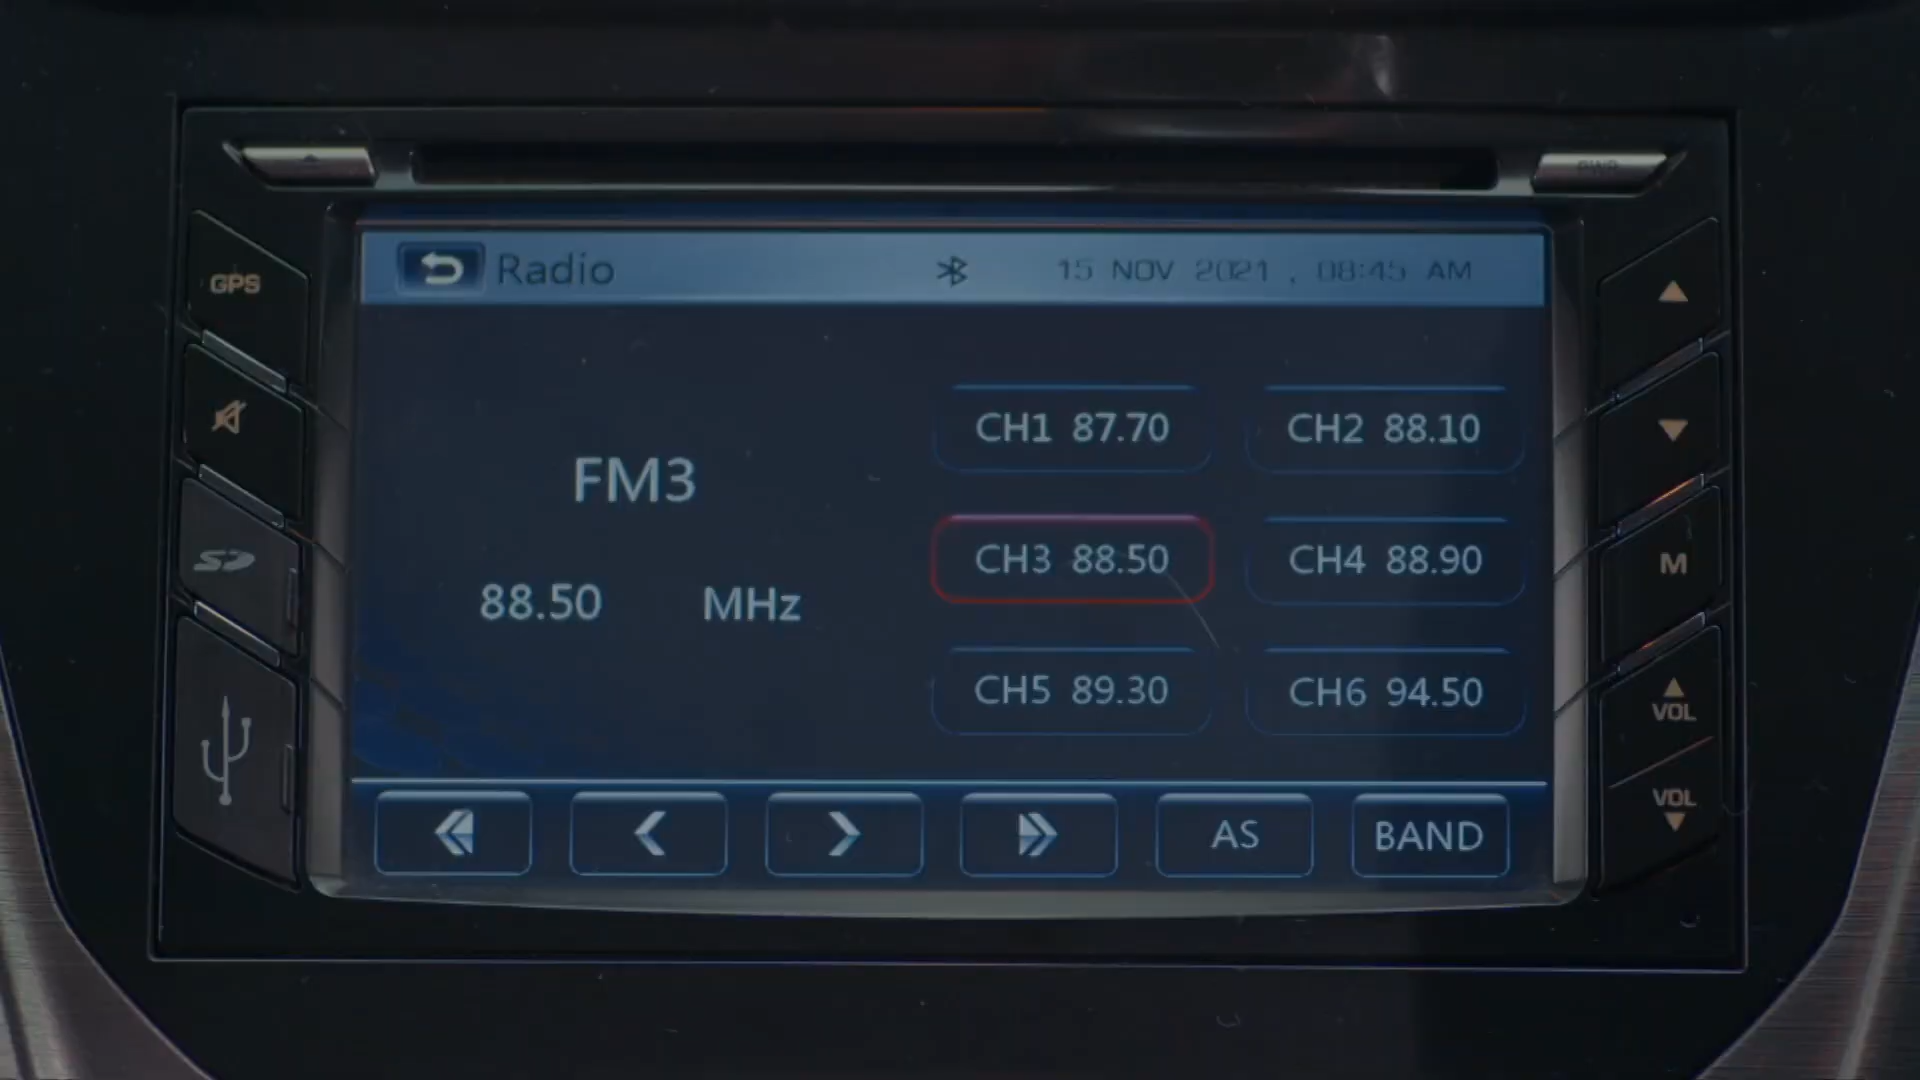 PWR
Radio 15 NOV 2021 , 08:45 AM
GPS
FM3
88.50 MHz
CH1 87.70 CH2 88.10
CH3 88.50 CH4 88.90
CH5 89.30 CH6 94.50
SD
M
VOL
VOL
AS BAND